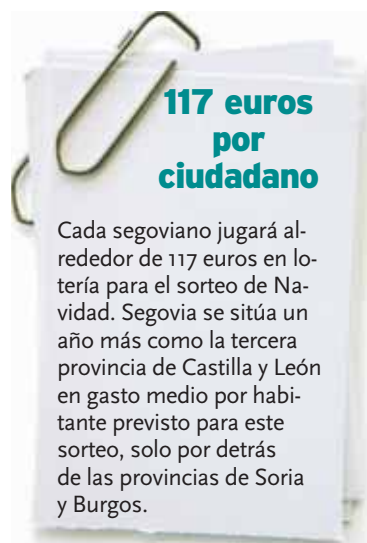 117 euros
por
ciudadano
Cada segoviano jugará al-
rededor de 117 euros en lo-
tería para el sorteo de Na-
vidad. Segovia se sitúa un
año más como la tercera
provincia de Castilla y León
en gasto medio por habi-
tante previsto para este
sorteo, solo por detrás
de las provincias de Soria
y Burgos.